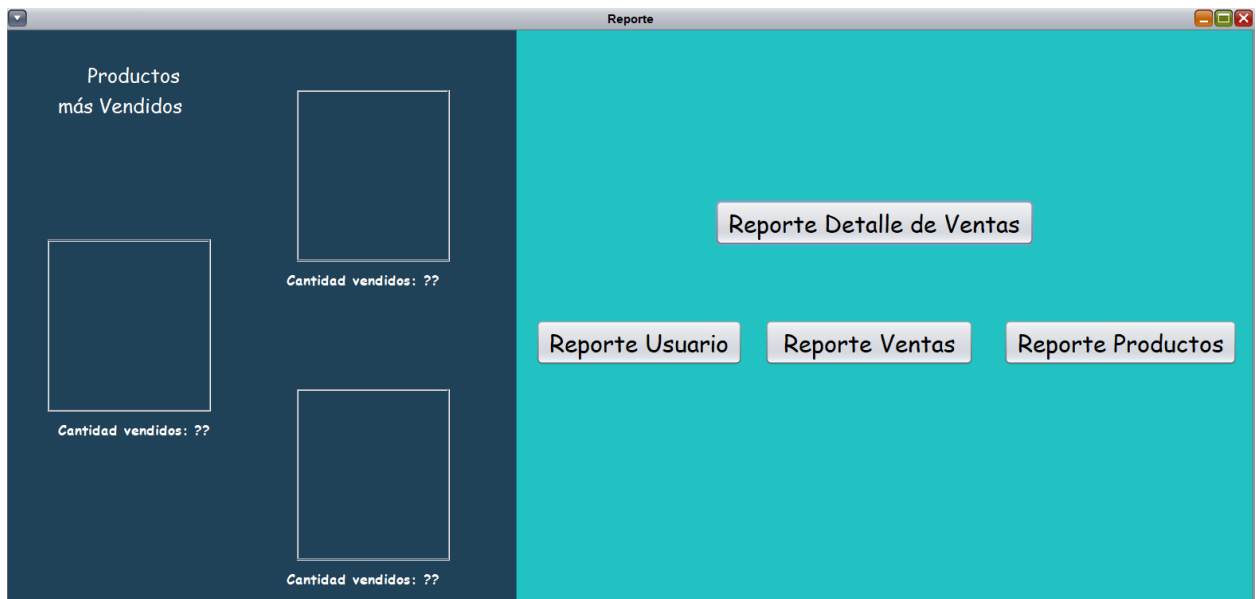 Reporte
Productos
más Vendidos
Cantidad vendidos: ??
Cantidad vendidos: ??
Cantidad vendidos: ??
Reporte Detalle de Ventas
Reporte Usuario
Reporte Ventas
Reporte Productos